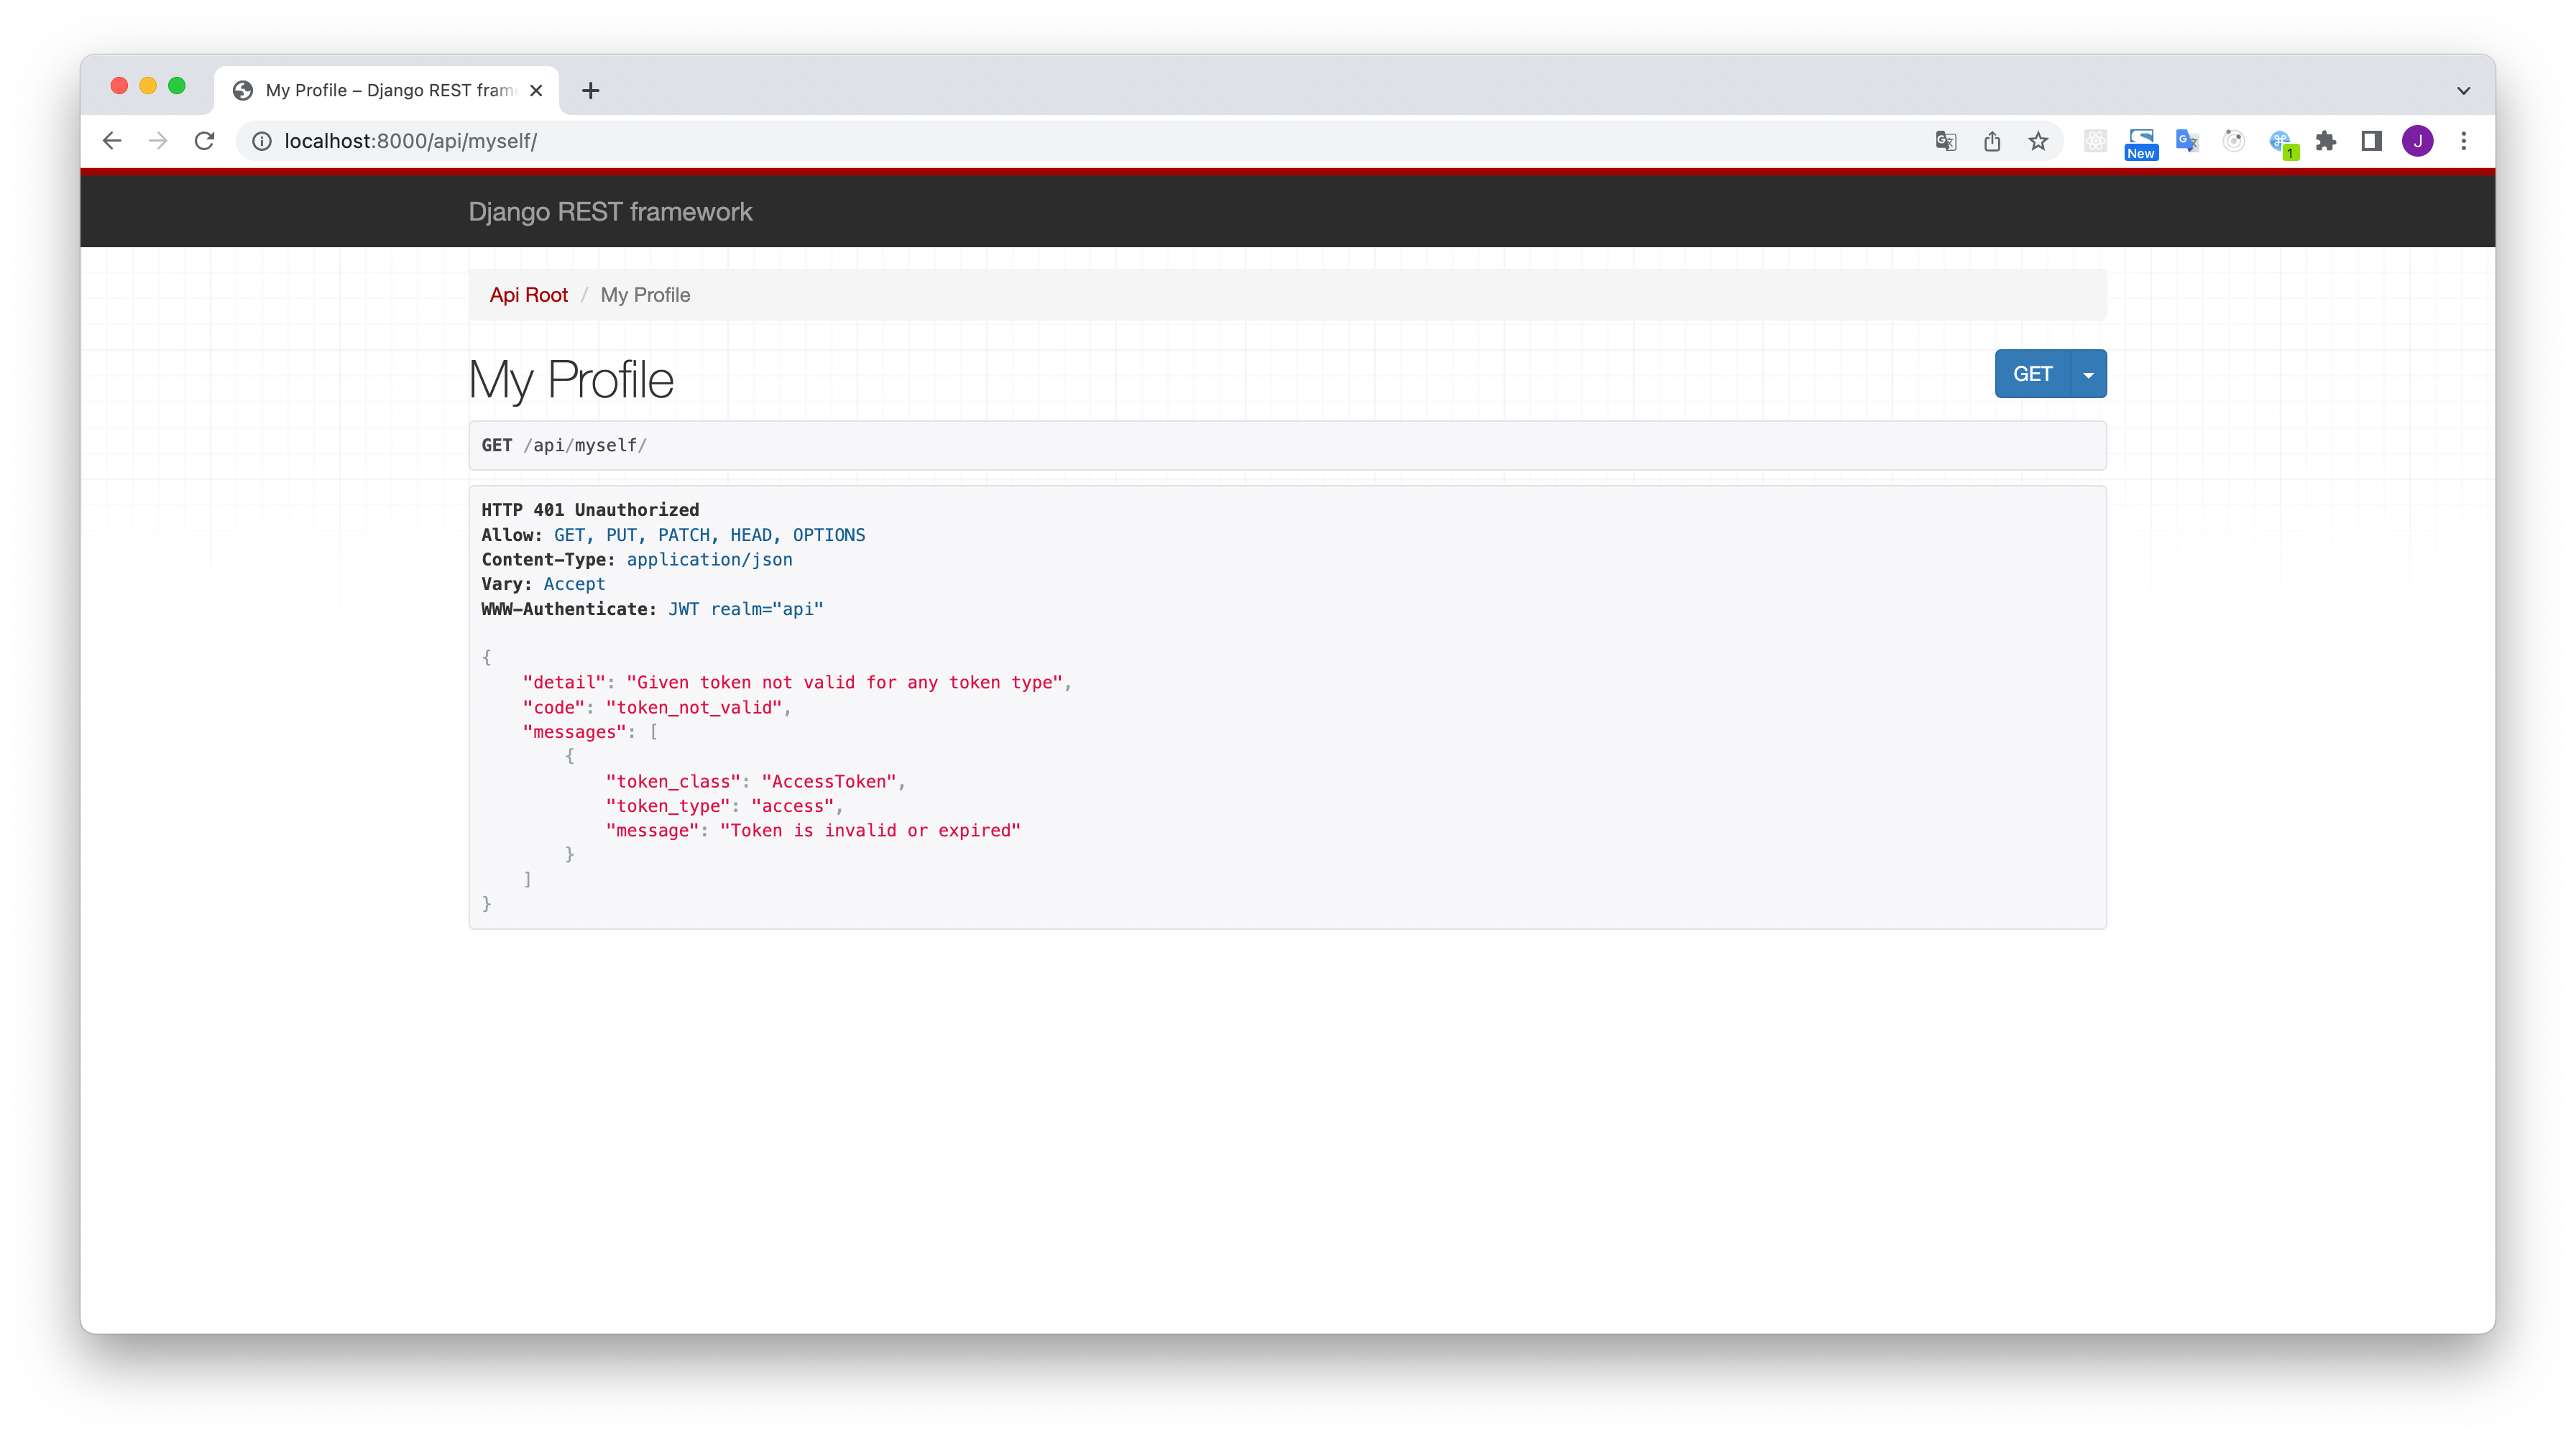 My Profile – Django REST fram
localhost:8000/api/myself/
New
1
J
Django REST framework
Api Root / My Profile
My Profile
GET
GET /api/myself/
HTTP 401 Unauthorized
Allow: GET, PUT, PATCH, HEAD, OPTIONS
Content-Type: application/json
Vary: Accept
WWW-Authenticate: JWT realm="api"
{
    "detail": "Given token not valid for any token type",
    "code": "token_not_valid",
    "messages": [
        {
            "token_class": "AccessToken",
            "token_type": "access",
            "message": "Token is invalid or expired"
        }
    ]
}